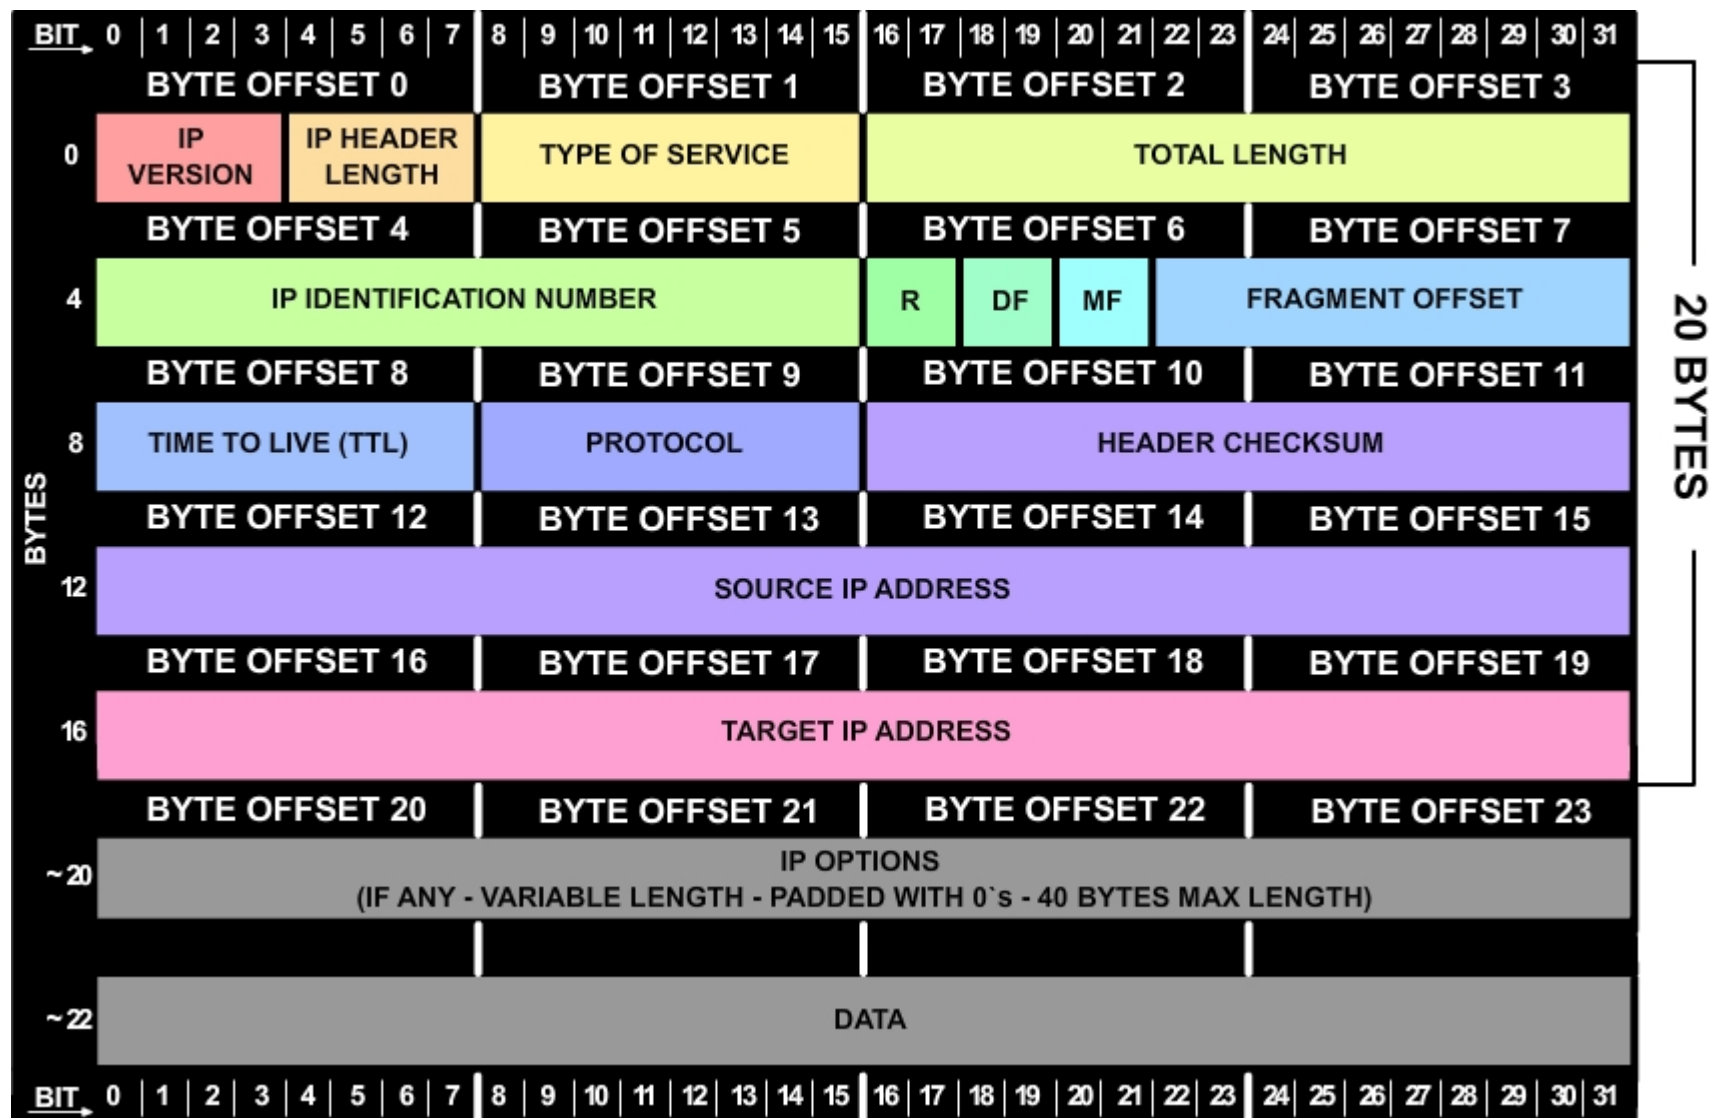 BIT 0 1 2 3 4 5 6 7 8 9 10 11 12 13 14 15 16 17 18 19 20 21 22 23 24 25 26 27 28 29 30 31
BYTE OFFSET 0 BYTE OFFSET 1 BYTE OFFSET 2 BYTE OFFSET 3
0 IP VERSION IP HEADER LENGTH TYPE OF SERVICE TOTAL LENGTH
BYTE OFFSET 4 BYTE OFFSET 5 BYTE OFFSET 6 BYTE OFFSET 7
4 IP IDENTIFICATION NUMBER R DF MF FRAGMENT OFFSET
20 BYTES
BYTE OFFSET 8 BYTE OFFSET 9 BYTE OFFSET 10 BYTE OFFSET 11
8 TIME TO LIVE (TTL) PROTOCOL HEADER CHECKSUM
BYTES
BYTE OFFSET 12 BYTE OFFSET 13 BYTE OFFSET 14 BYTE OFFSET 15
12 SOURCE IP ADDRESS
BYTE OFFSET 16 BYTE OFFSET 17 BYTE OFFSET 18 BYTE OFFSET 19
16 TARGET IP ADDRESS
BYTE OFFSET 20 BYTE OFFSET 21 BYTE OFFSET 22 BYTE OFFSET 23
~20 IP OPTIONS
(IF ANY - VARIABLE LENGTH - PADDED WITH 0`s - 40 BYTES MAX LENGTH)
~22 DATA
BIT 0 1 2 3 4 5 6 7 8 9 10 11 12 13 14 15 16 17 18 19 20 21 22 23 24 25 26 27 28 29 30 31